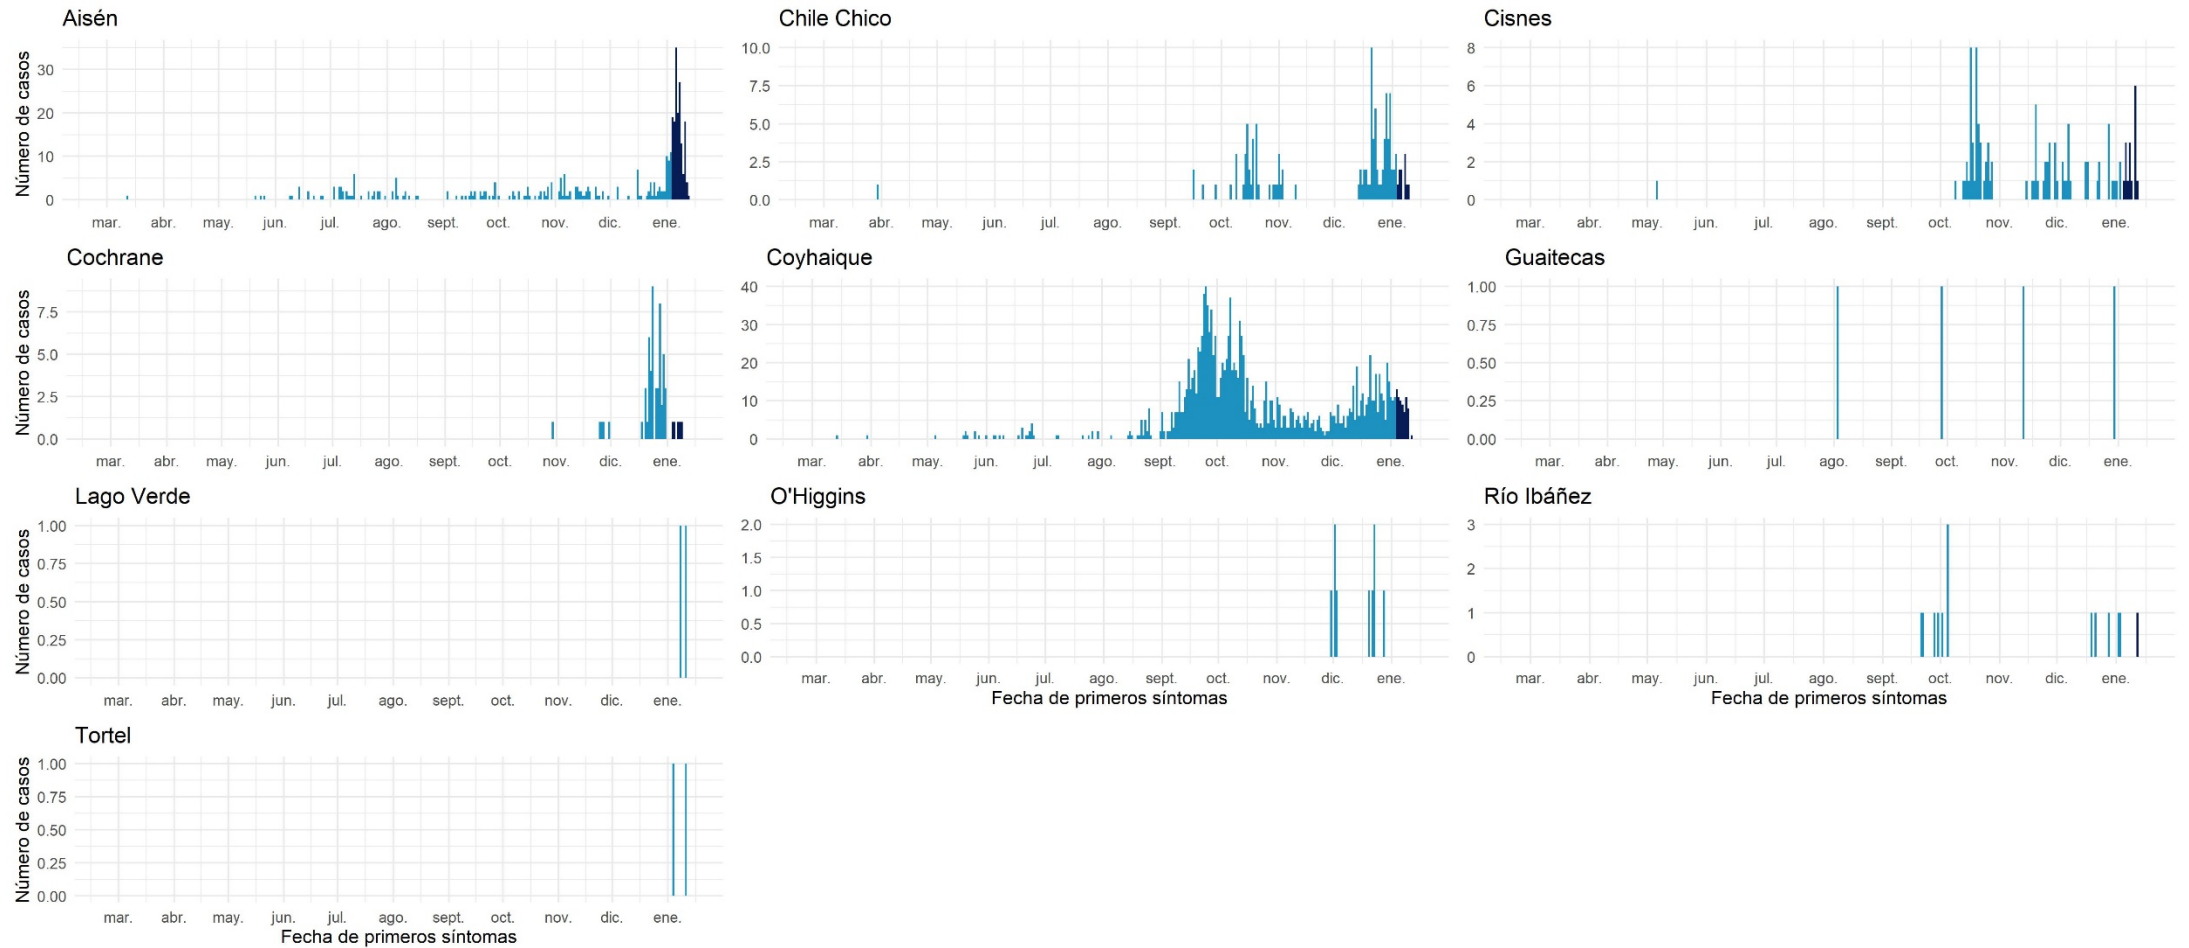 Aisén
Número de casos
30
20
10
0
mar. abr. may. jun. jul. ago. sept. oct. nov. dic. ene.
Chile Chico
10.0
7.5
5.0
2.5
0.0
mar. abr. may. jun. jul. ago. sept. oct. nov. dic. ene.
Cisnes
8
6
4
2
0
mar. abr. may. jun. jul. ago. sept. oct. nov. dic. ene.
Cochrane
Número de casos
7.5
5.0
2.5
0.0
mar. abr. may. jun. jul. ago. sept. oct. nov. dic. ene.
Coyhaique
40
30
20
10
0
mar. abr. may. jun. jul. ago. sept. oct. nov. dic. ene.
Guaitecas
1.00
0.75
0.50
0.25
0.00
mar. abr. may. jun. jul. ago. sept. oct. nov. dic. ene.
Lago Verde
Número de casos
1.00
0.75
0.50
0.25
0.00
mar. abr. may. jun. jul. ago. sept. oct. nov. dic. ene.
O'Higgins
2.0
1.5
1.0
0.5
0.0
mar. abr. may. jun. jul. ago. sept. oct. nov. dic. ene.
Fecha de primeros síntomas
Río Ibáñez
3
2
1
0
mar. abr. may. jun. jul. ago. sept. oct. nov. dic. ene.
Fecha de primeros síntomas
Tortel
Número de casos
1.00
0.75
0.50
0.25
0.00
mar. abr. may. jun. jul. ago. sept. oct. nov. dic. ene.
Fecha de primeros síntomas